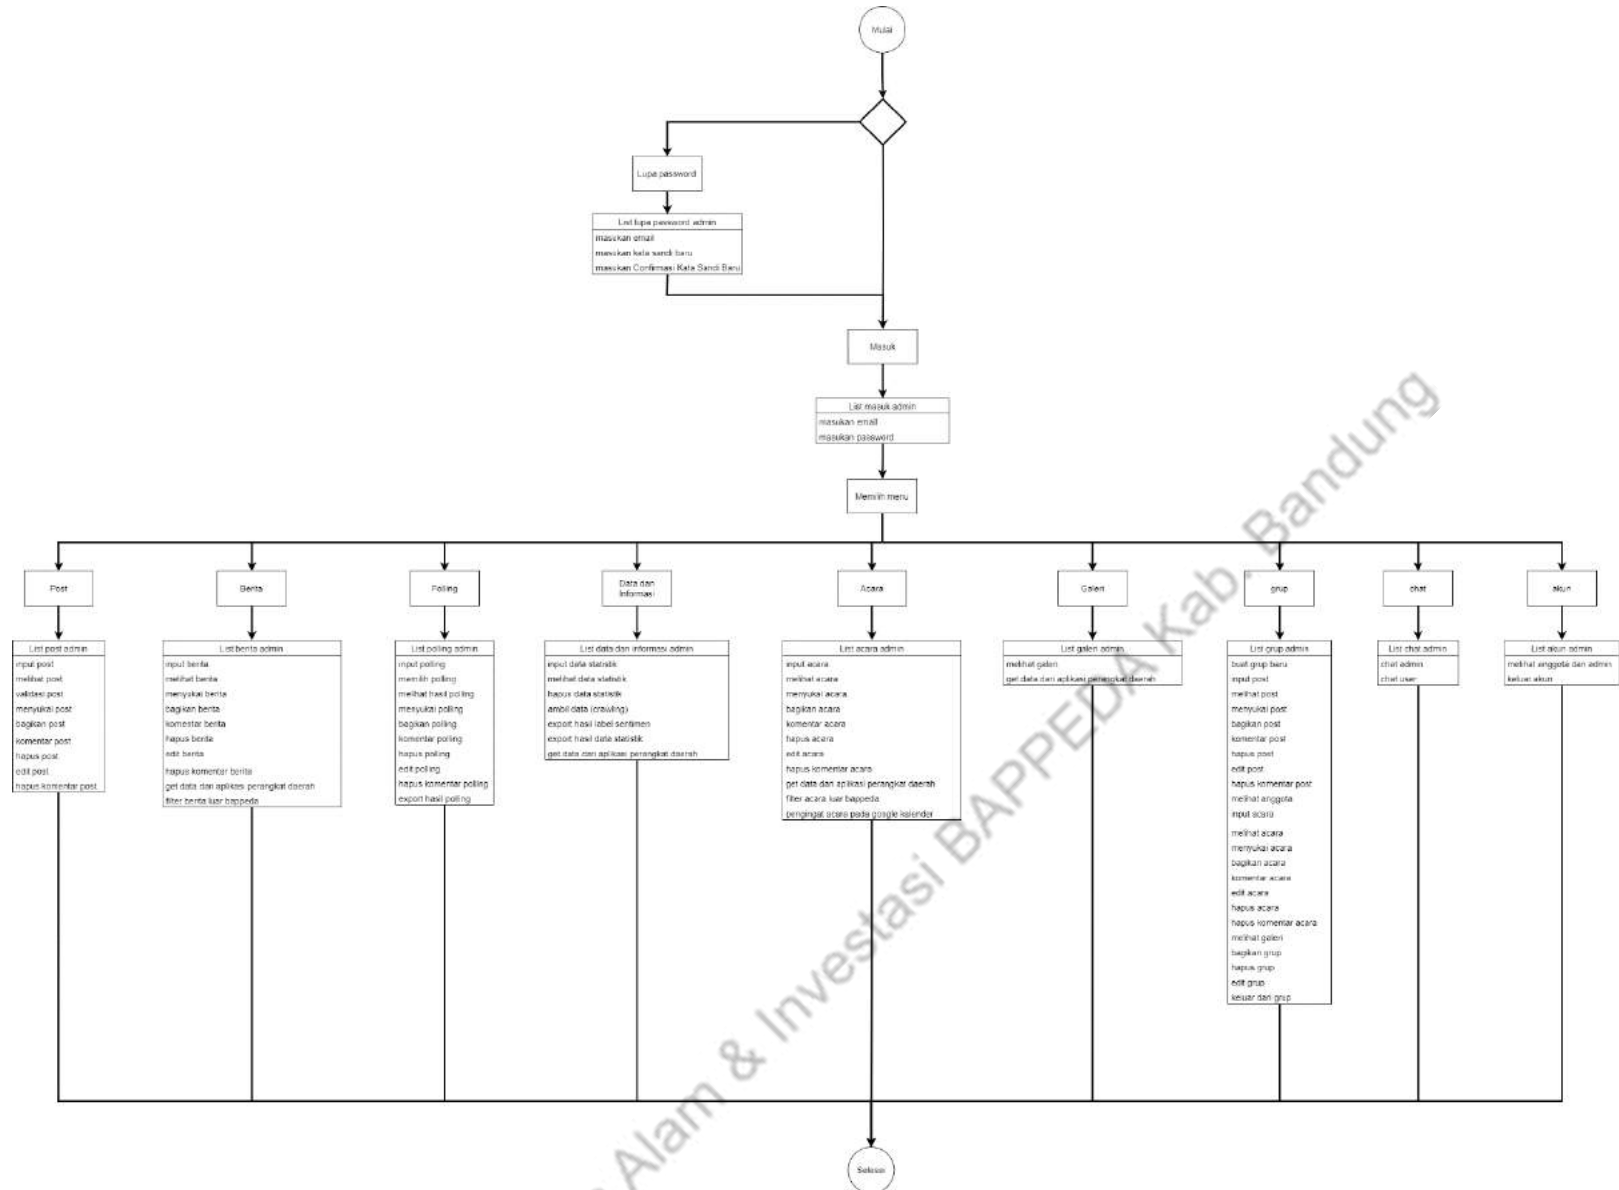 Mulai
Lupa password
List lupa password admin
masukan email
masukan kata sandi baru
masukan Confirmasi Kata Sandi Baru
Masuk
List masuk admin
masukan email
masukan password
Memilih menu
Post
List post admin
input post
melihat post
validasi post
menyukai post
bagikan post
komentar post
hapus post
edit post
hapus komentar post
Berita
List berita admin
input berita
melihat berita
menyukai berita
bagikan berita
komentar berita
hapus berita
edit berita
hapus komentar berita
get data dari aplikasi perangkat daerah
filter berita luar bappeda
Polling
List polling admin
input polling
memilih polling
melihat hasil polling
menyukai polling
bagikan polling
komentar polling
hapus polling
edit polling
hapus komentar polling
export hasil polling
Data dan
Informasi
List data dan informasi admin
input data statistik
melihat data statistik
hapus data statistik
ambil data (crawling)
export hasil label sentimen
export hasil data statistik
get data dari aplikasi perangkat daerah
Acara
List acara admin
input acara
melihat acara
menyukai acara
bagikan acara
komentar acara
hapus acara
edit acara
hapus komentar acara
get data dari aplikasi perangkat daerah
filter acara luar bappeda
pengingat acara pada google kalender
Galeri
List galeri admin
melihat galeri
get data dari aplikasi perangkat daerah
grup
List grup admin
buat grup baru
input post
melihat post
menyukai post
bagikan post
komentar post
hapus post
edit post
hapus komentar post
melihat anggota
input acara
melihat acara
menyukai acara
bagikan acara
komentar acara
edit acara
hapus acara
hapus komentar acara
melihat galeri
bagikan grup
hapus grup
edit grup
keluar dari grup
chat
List chat admin
chat admin
chat user
akun
List akun admin
melihat anggota dan admin
keluar akun
Selesai
Alam & Investasi BAPPEDA Kab. Bandung